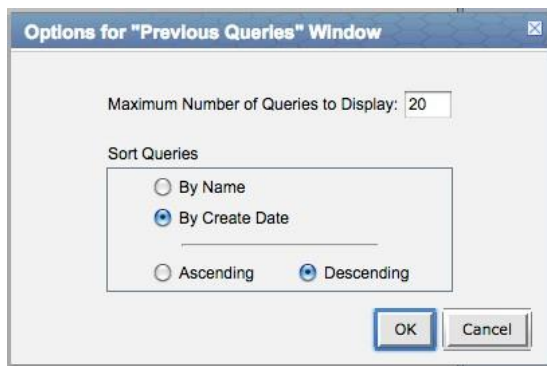 Options for "Previous Queries" Window
Maximum Number of Queries to Display: 20
Sort Queries
By Name
By Create Date
Ascending Descending
OK Cancel